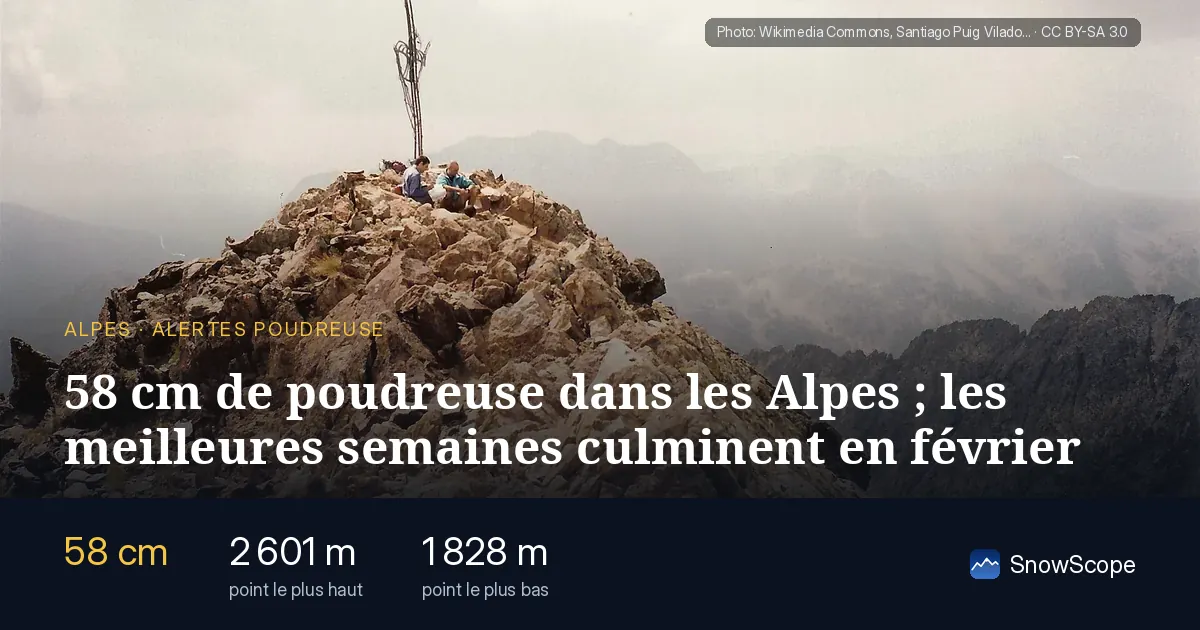 Photo: Wikimedia Commons, Santiago Puig Vilado... · CC BY-SA 3.0
ALPES · ALERTES POUDREUSE
58 cm de poudreuse dans les Alpes ; les
meilleures semaines culminent en février
58 cm
2 601 m
1 828 m
point le plus haut
point le plus bas
SnowScope